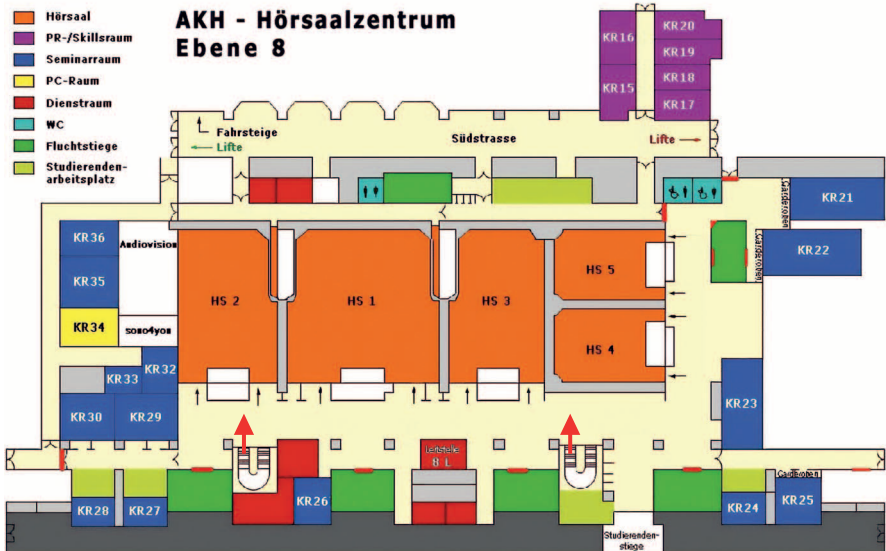 AKH - Hörsaalzentrum
Ebene 8
Hörsaal
PR-/Skillsraum
Seminarraum
PC-Raum
Dienstraum
WC
Fluchtstiege
Studierenden-
arbeitsplatz
KR16
KR20
KR19
KR15
KR18
KR17
Fahrsteige
Lifte
Südstrasse
Lifte
KR21
Garderoben
KR22
Garderoben
KR36
Audiovision
KR35
KR34
sono4you
KR33
KR32
KR30
KR29
HS 2
HS 1
HS 3
HS 5
HS 4
KR23
Leitstelle
8 L
KR28
KR27
KR26
KR24
Garderoben
KR25
Studierenden-
stiege